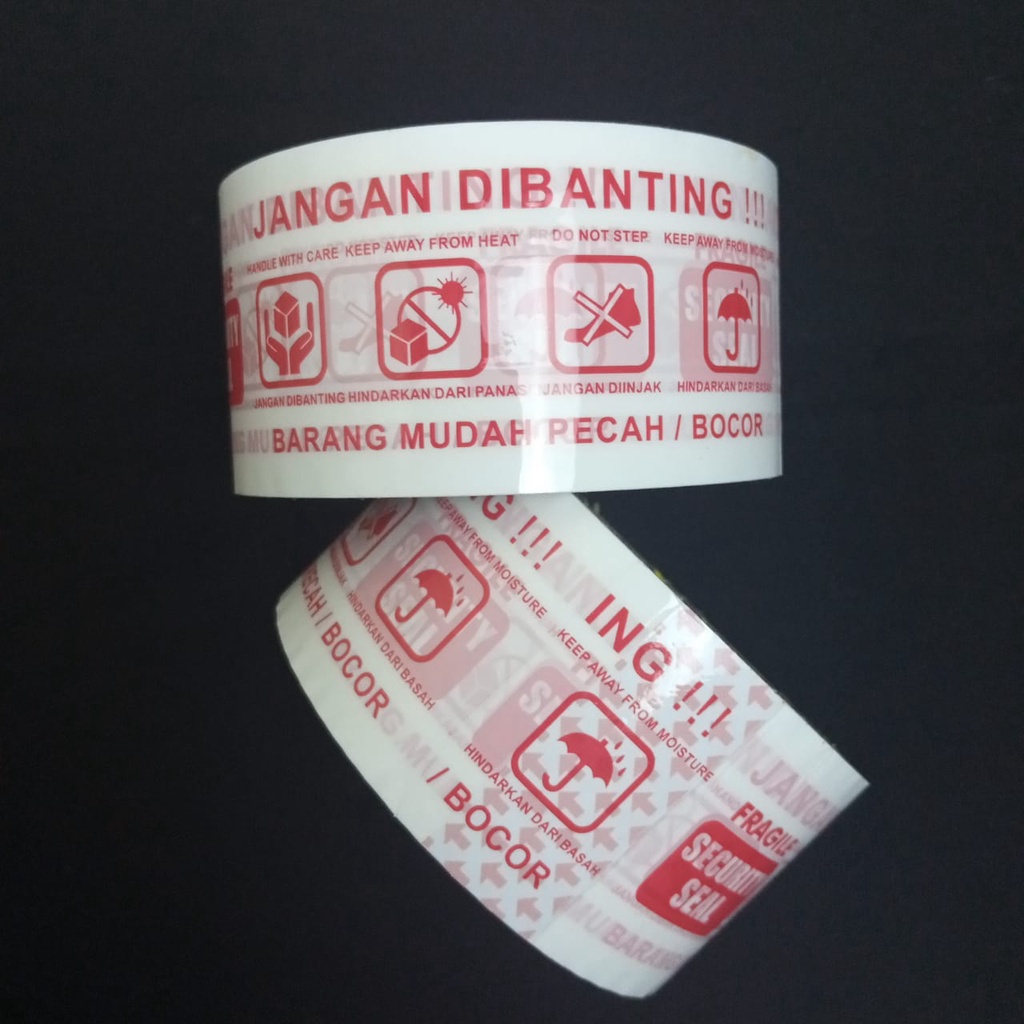 JANGAN DIBANTING !!!
HANDLE WITH CARE KEEP AWAY FROM HEAT DO NOT STEP KEEP AWAY FROM
JANGAN DIBANTING HINDARKAN DARI PANAS JANGAN DIINJAK HINDARKAN DARI
BARANG MUDAH PECAH / BOCOR
!!!
KEEP AWAY FROM MOISTURE
HINDARKAN DARI BASAH
PECAH / BOCOR
ING !!!
KEEP AWAY FROM MOISTURE
HINDARKAN DARI BASAH
/ BOCOR
FRAGILE
SECURITY
SEAL
BARANG